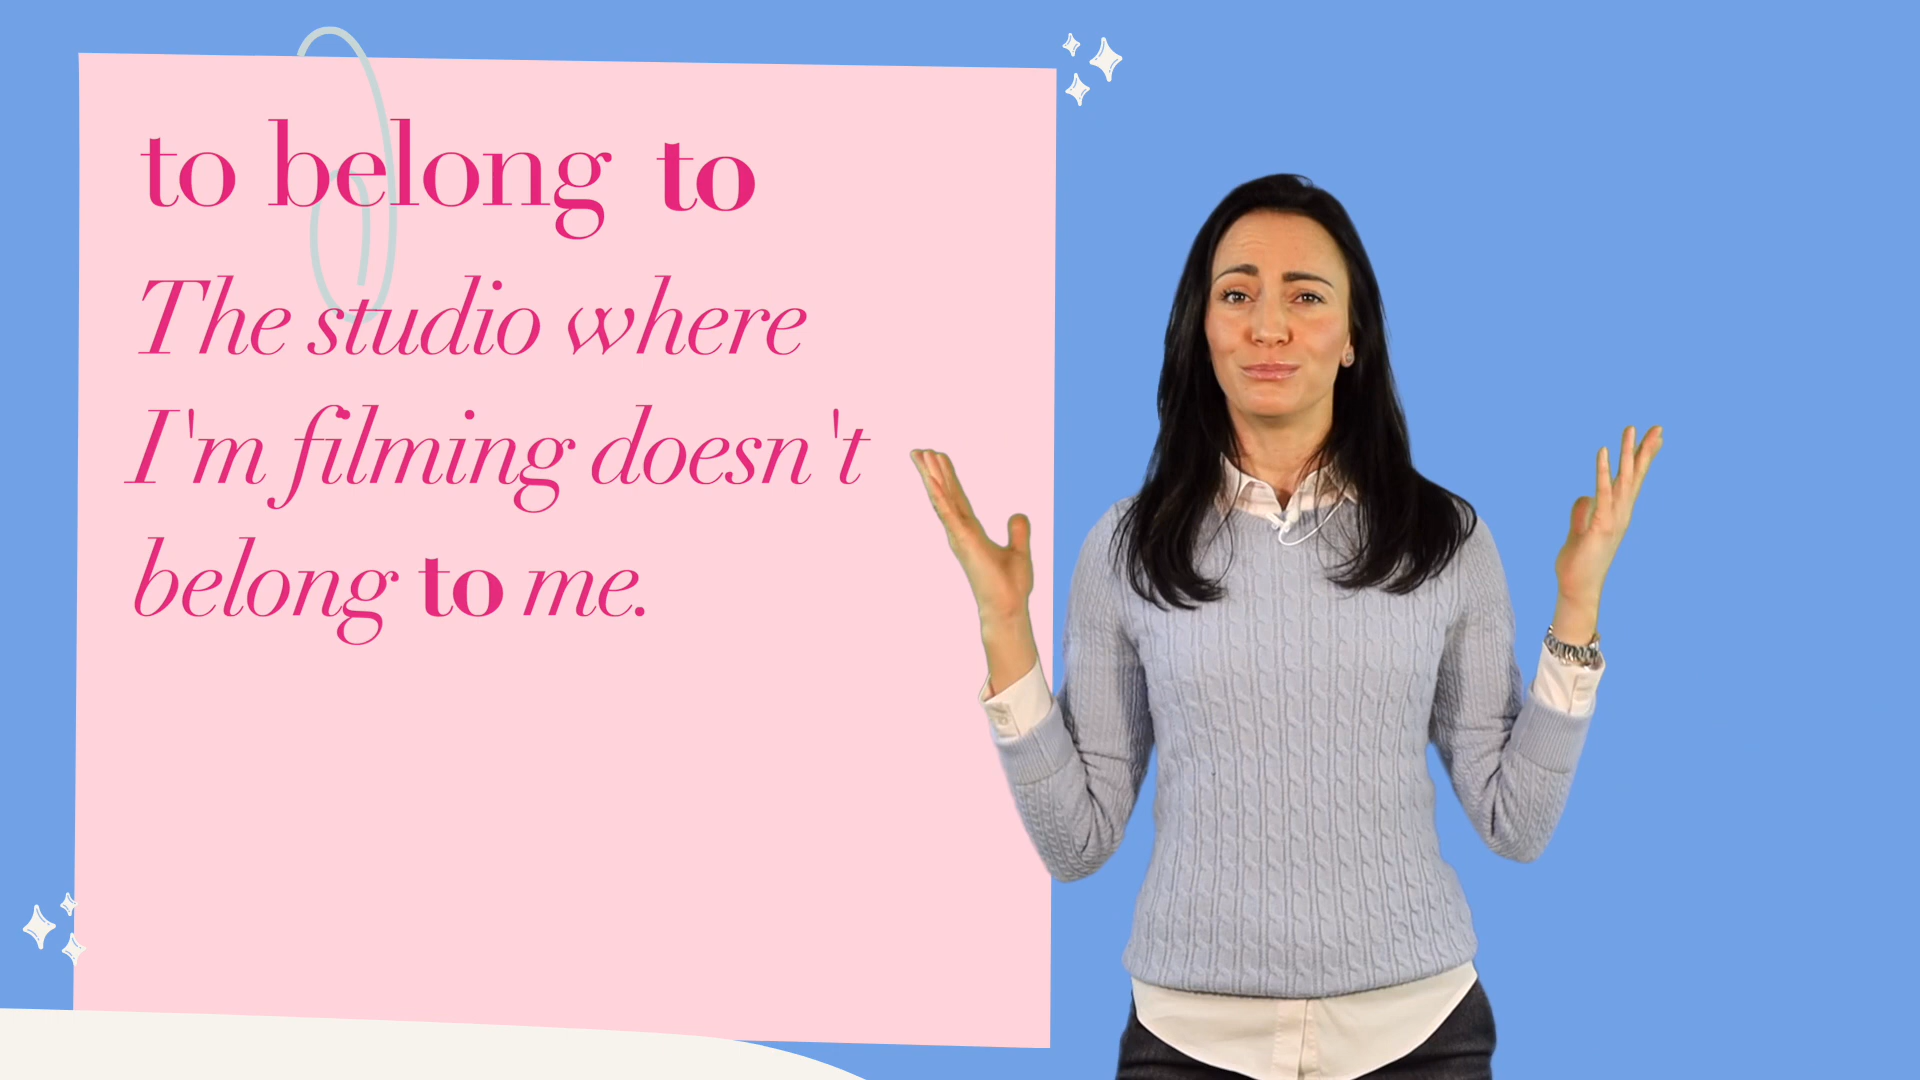 to belong to
The studio where
I'm filming doesn't
belong to me.